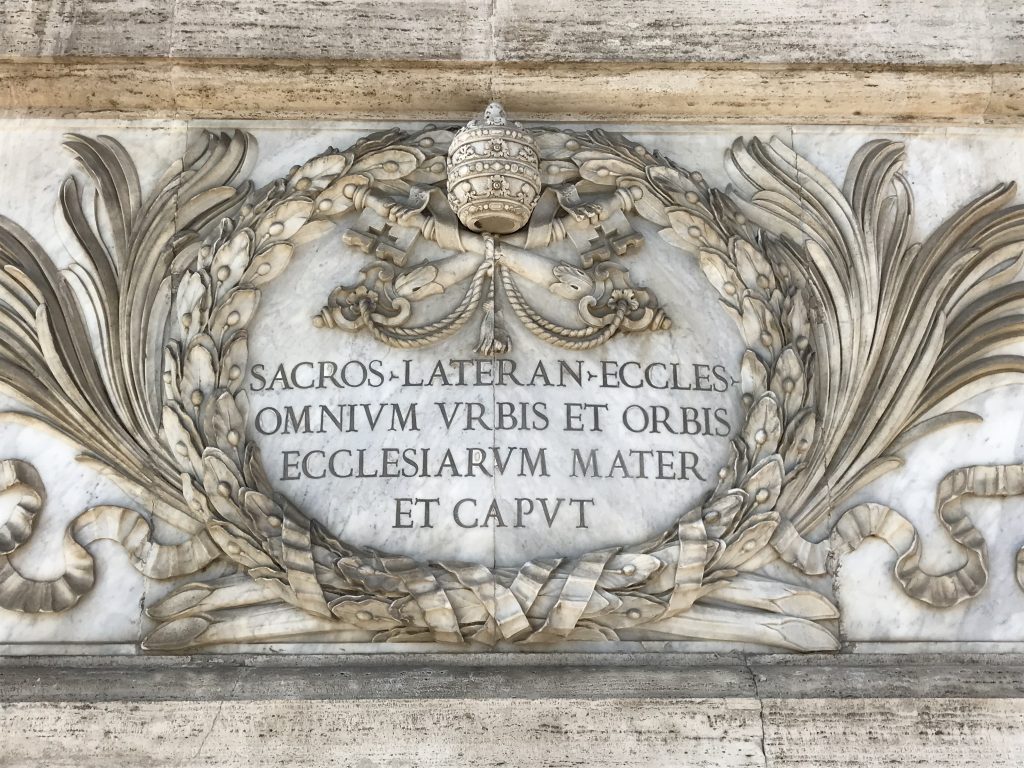 SACROS·LATERAN·ECCLES·
OMNIVM VRBIS ET ORBIS
ECCLESIARVM MATER
ET CAPVT